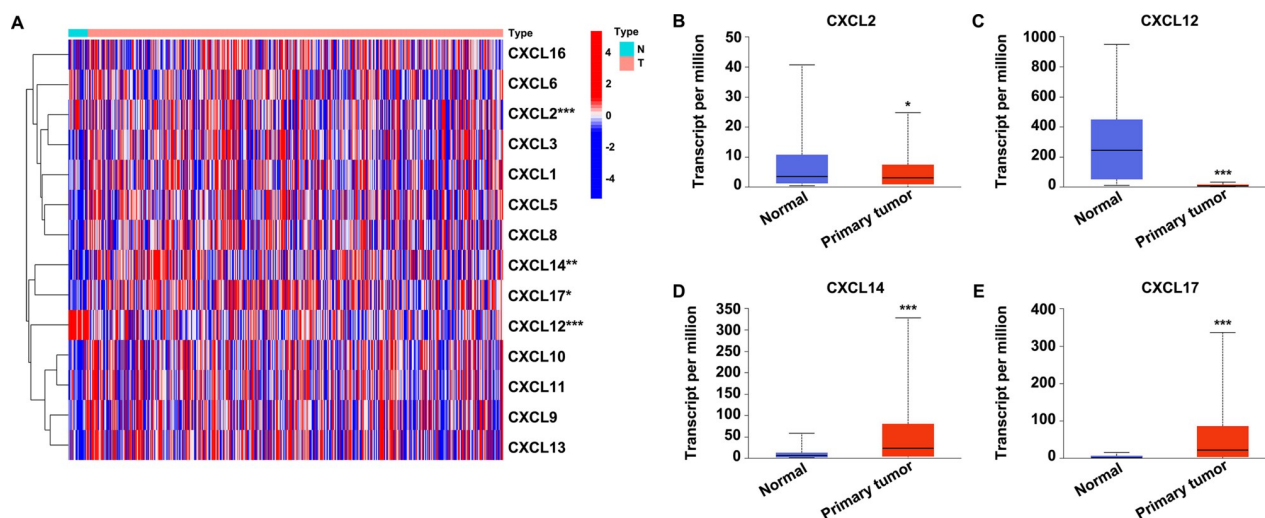 A
Type
Type
N
T
4
2
0
-2
-4
CXCL16
CXCL6
CXCL2***
CXCL3
CXCL1
CXCL5
CXCL8
CXCL14**
CXCL17*
CXCL12***
CXCL10
CXCL11
CXCL9
CXCL13
B
CXCL2
Transcript per million
50
40
30
20
10
0
*
Normal
Primary tumor
C
CXCL12
Transcript per million
1000
800
600
400
200
0
***
Normal
Primary tumor
D
CXCL14
Transcript per million
350
300
250
200
150
100
50
0
***
Normal
Primary tumor
E
CXCL17
Transcript per million
400
300
200
100
0
***
Normal
Primary tumor